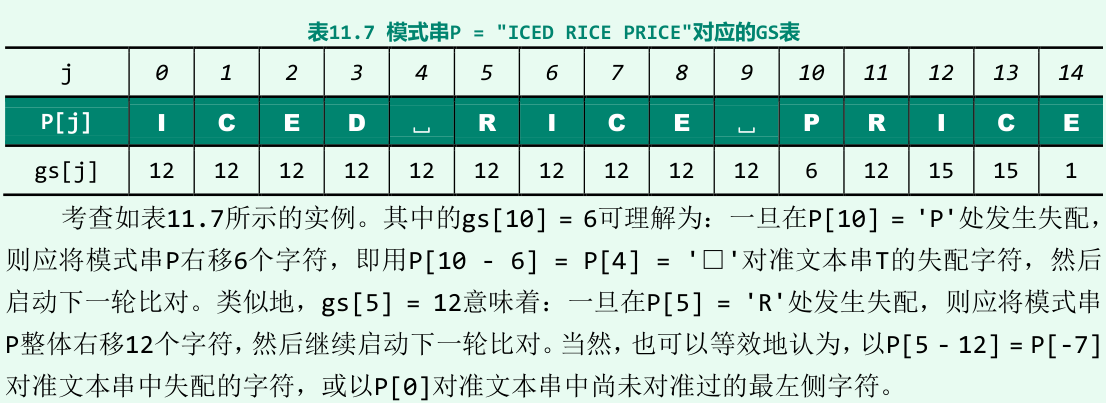 表11.7 模式串P = "ICED RICE PRICE"对应的GS表
j 0 1 2 3 4 5 6 7 8 9 10 11 12 13 14
P[j] I C E D ␣ R I C E ␣ P R I C E
gs[j] 12 12 12 12 12 12 12 12 12 12 6 12 15 15 1
考查如表11.7所示的实例。其中的gs[10] = 6可理解为：一旦在P[10] = 'P'处发生失配，
则应将模式串P右移6个字符，即用P[10 - 6] = P[4] = '□'对准文本串T的失配字符，然后
启动下一轮比对。类似地，gs[5] = 12意味着：一旦在P[5] = 'R'处发生失配，则应将模式串
P整体右移12个字符，然后继续启动下一轮比对。当然，也可以等效地认为，以P[5 - 12] = P[-7]
对准文本串中失配的字符，或以P[0]对准文本串中尚未对准过的最左侧字符。